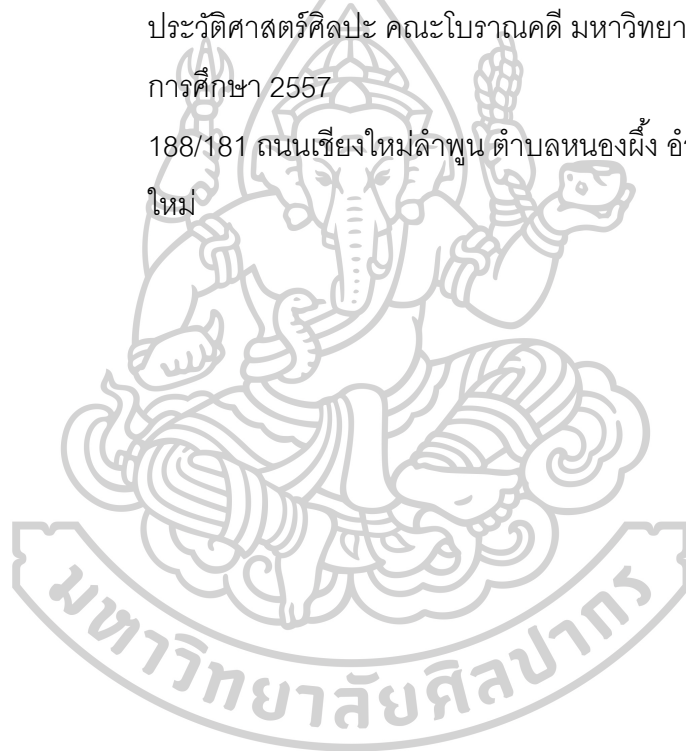 ประวัติศาสตร์ศิลปะ คณะโบราณคดี มหาวิทยา
การศึกษา 2557
188/181 ถนนเชียงใหม่ลำพูน ตำบลหนองผึ้ง อำ
ใหม่
มหาวิทยาลัยศิลปากร